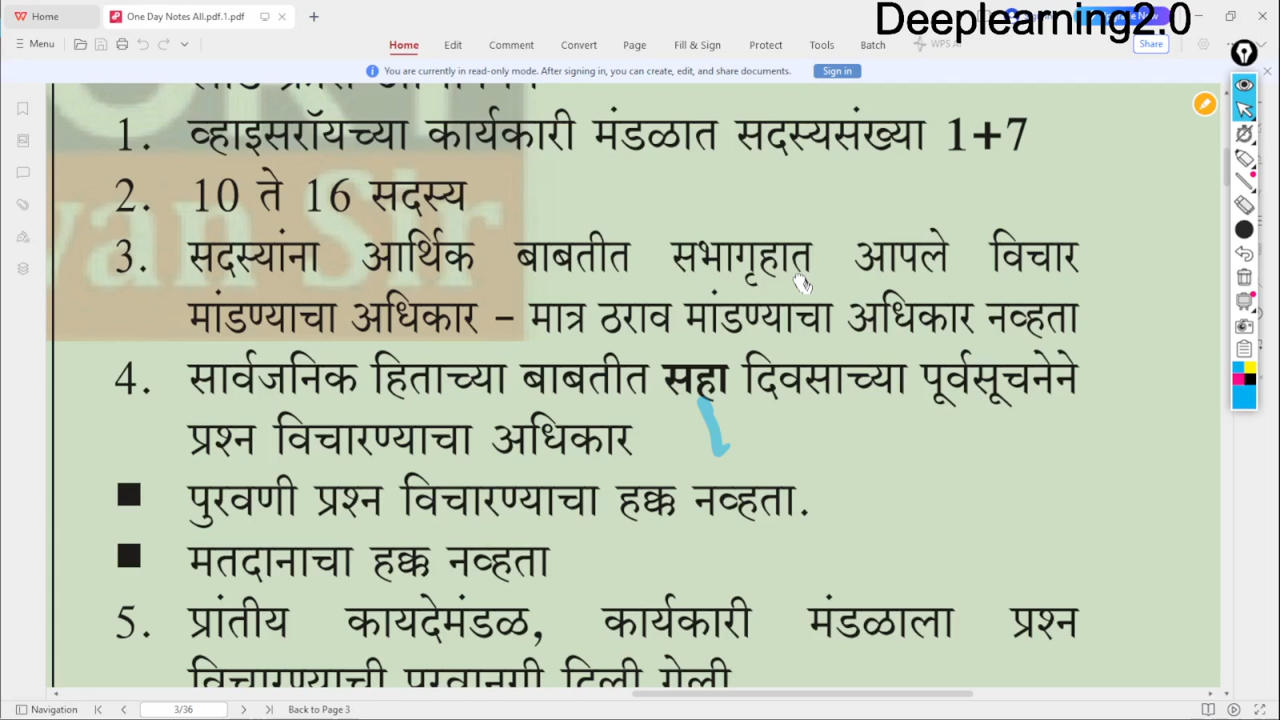 Home
One Day Notes All.pdf.1.pdf
Deeplearning2.0
Menu
Home Edit Comment Convert Page Fill & Sign Protect Tools Batch WPS AI Share
You are currently in read-only mode. After signing in, you can create, edit, and share documents. Sign in
1. व्हाइसरॉयच्या कार्यकारी मंडळात सदस्यसंख्या 1+7
2. 10 ते 16 सदस्य
3. सदस्यांना आर्थिक बाबतीत सभागृहात आपले विचार
मांडण्याचा अधिकार – मात्र ठराव मांडण्याचा अधिकार नव्हता
4. सार्वजनिक हिताच्या बाबतीत सहा दिवसाच्या पूर्वसूचनेने
प्रश्न विचारण्याचा अधिकार
■ पुरवणी प्रश्न विचारण्याचा हक्क नव्हता.
■ मतदानाचा हक्क नव्हता
5. प्रांतीय कायदेमंडळ, कार्यकारी मंडळाला प्रश्न
विचारण्याची परवानगी दिली गेली
Navigation 3/36 Back to Page 3